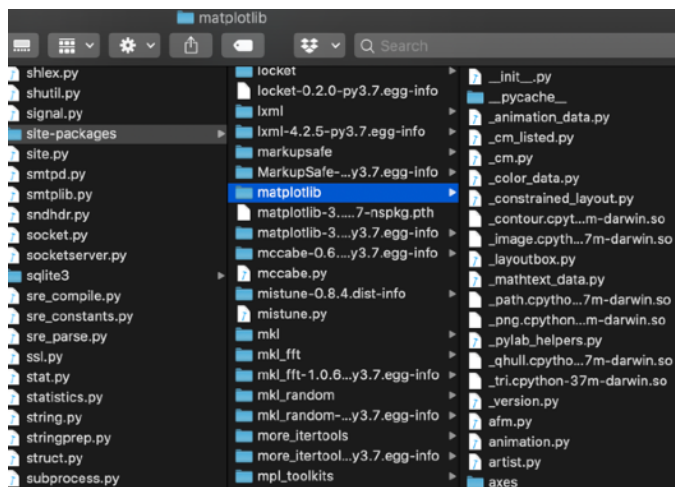 matplotlib
Search
shlex.py
shutil.py
signal.py
site-packages
site.py
smtpd.py
smtplib.py
sndhdr.py
socket.py
socketserver.py
sqlite3
sre_compile.py
sre_constants.py
sre_parse.py
ssl.py
stat.py
statistics.py
string.py
stringprep.py
struct.py
subprocess.py
locket
locket-0.2.0-py3.7.egg-info
lxml
lxml-4.2.5-py3.7.egg-info
markupsafe
MarkupSafe-...y3.7.egg-info
matplotlib
matplotlib-3....7-nspkg.pth
matplotlib-3....y3.7.egg-info
mccabe-0.6....y3.7.egg-info
mccabe.py
mistune-0.8.4.dist-info
mistune.py
mkl
mkl_fft
mkl_fft-1.0.6...y3.7.egg-info
mkl_random
mkl_random-...y3.7.egg-info
more_itertools
more_itertool...y3.7.egg-info
mpl_toolkits
__init__.py
__pycache__
_animation_data.py
_cm_listed.py
_cm.py
_color_data.py
_constrained_layout.py
_contour.cpyt...m-darwin.so
_image.cpyth...7m-darwin.so
_layoutbox.py
_mathtext_data.py
_path.cpytho...7m-darwin.so
_png.cpython...m-darwin.so
_pylab_helpers.py
_qhull.cpytho...7m-darwin.so
_tri.cpython-37m-darwin.so
_version.py
afm.py
animation.py
artist.py
axes